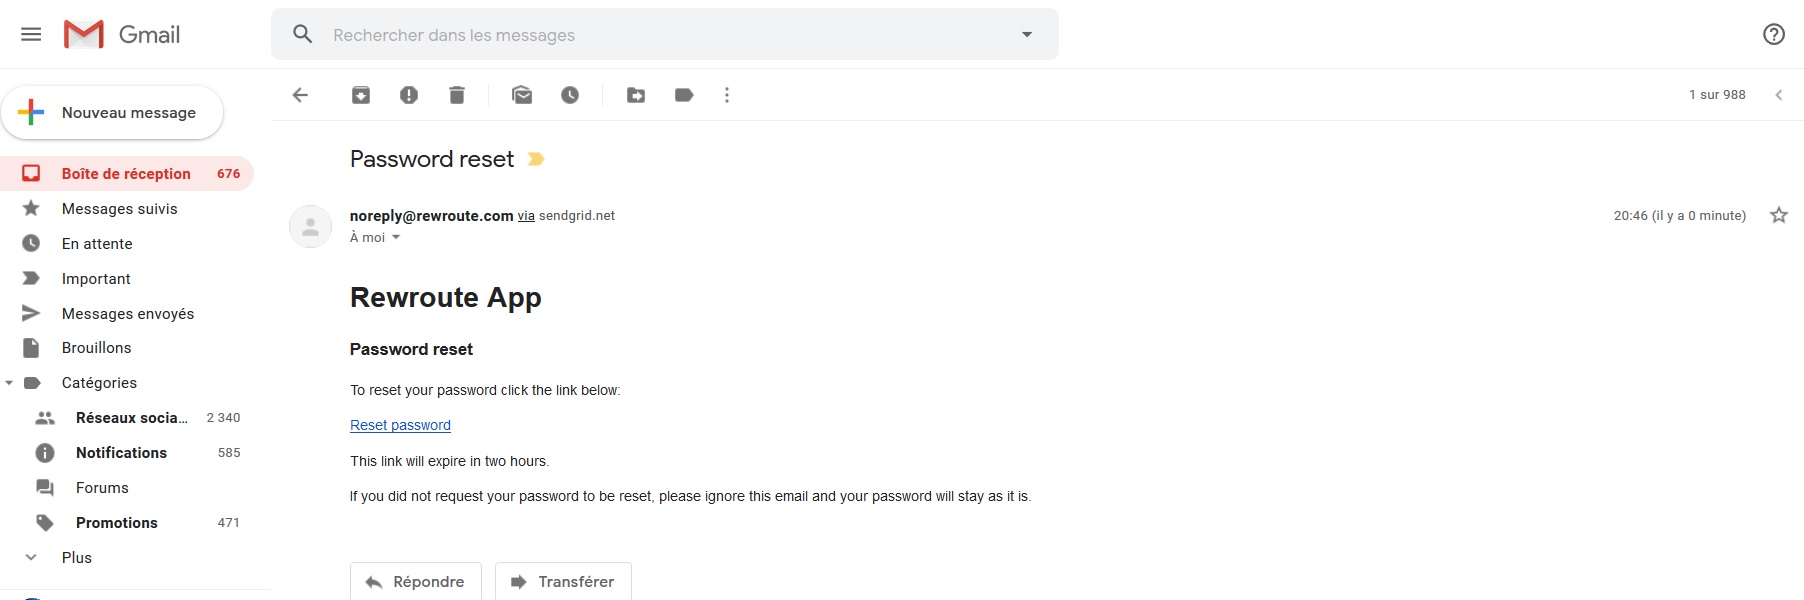 Gmail
Rechercher dans les messages
1 sur 988
Nouveau message
Password reset
Boîte de réception 676
Messages suivis
En attente
Important
Messages envoyés
Brouillons
Catégories
Réseaux socia... 2 340
Notifications 585
Forums
Promotions 471
Plus
noreply@rewroute.com via sendgrid.net
20:46 (il y a 0 minute)
À moi
Rewroute App
Password reset
To reset your password click the link below:
Reset password
This link will expire in two hours.
If you did not request your password to be reset, please ignore this email and your password will stay as it is.
Répondre
Transférer